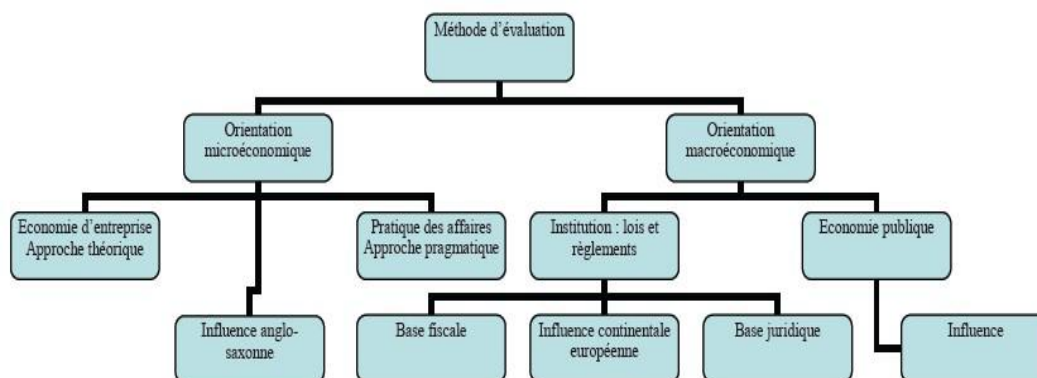 Méthode d'évaluation
Orientation
microéconomique
Orientation
macroéconomique
Economie d'entreprise
Approche théorique
Pratique des affaires
Approche pragmatique
Institution : lois et
règlements
Economie publique
Influence anglo-
saxonne
Base fiscale
Influence continentale
européenne
Base juridique
Influence